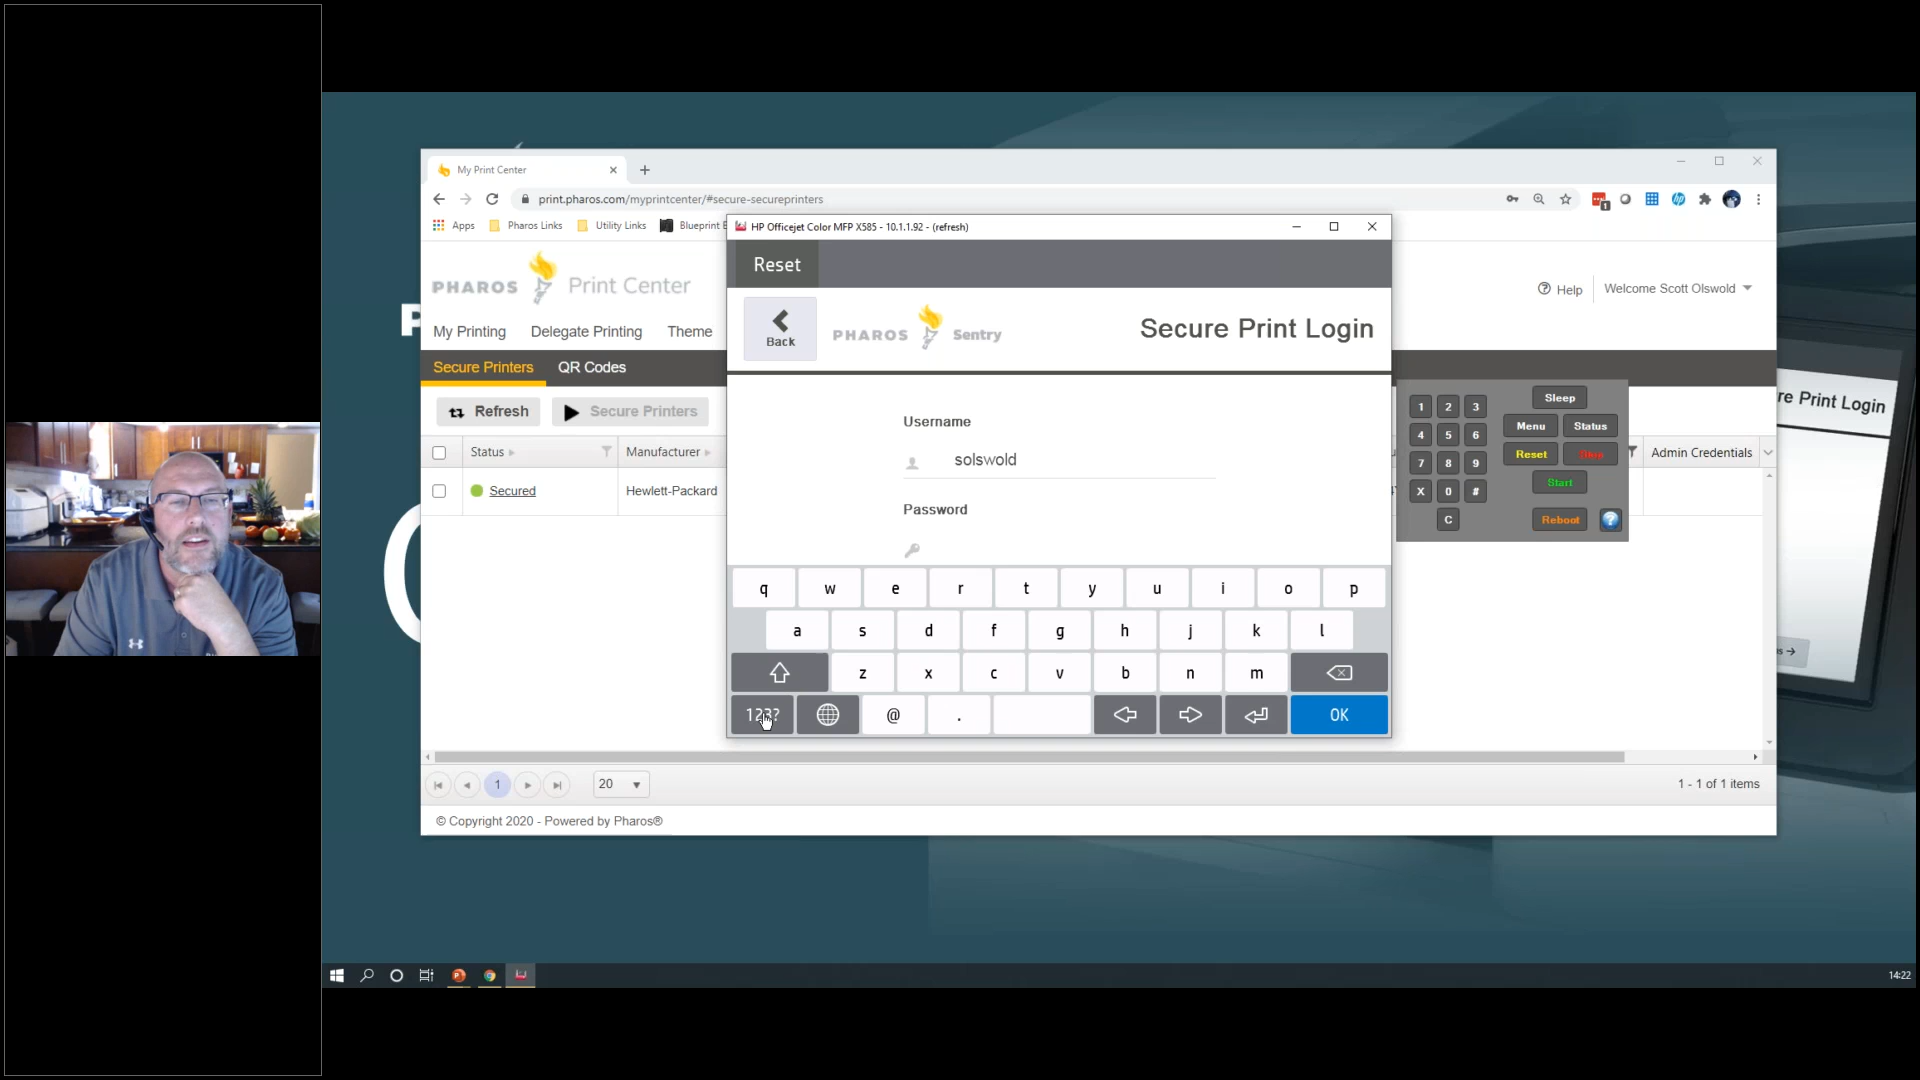 My Print Center
print.pharos.com/myprintcenter/#secure-secureprinters
1
Apps
Pharos Links
Utility Links
Blueprint
HP Officejet Color MFP X585 - 10.1.1.92 - (refresh)
Reset
PHAROS Print Center
Help
Welcome Scott Olswold
Back
PHAROS Sentry
Secure Print Login
My Printing
Delegate Printing
Theme
Secure Printers
QR Codes
Refresh
Secure Printers
re Print Login
Status
Manufacturer
Admin Credentials
Secured
Hewlett-Packard
Username
solswold
Password
1 2 3
4 5 6
7 8 9
X 0 #
C
Sleep
Menu Status
Reset Stop
Start
Reboot
q w e r t y u i o p
a s d f g h j k l
z x c v b n m
123? @ . OK
1
20
1 - 1 of 1 items
© Copyright 2020 - Powered by Pharos®
14:22